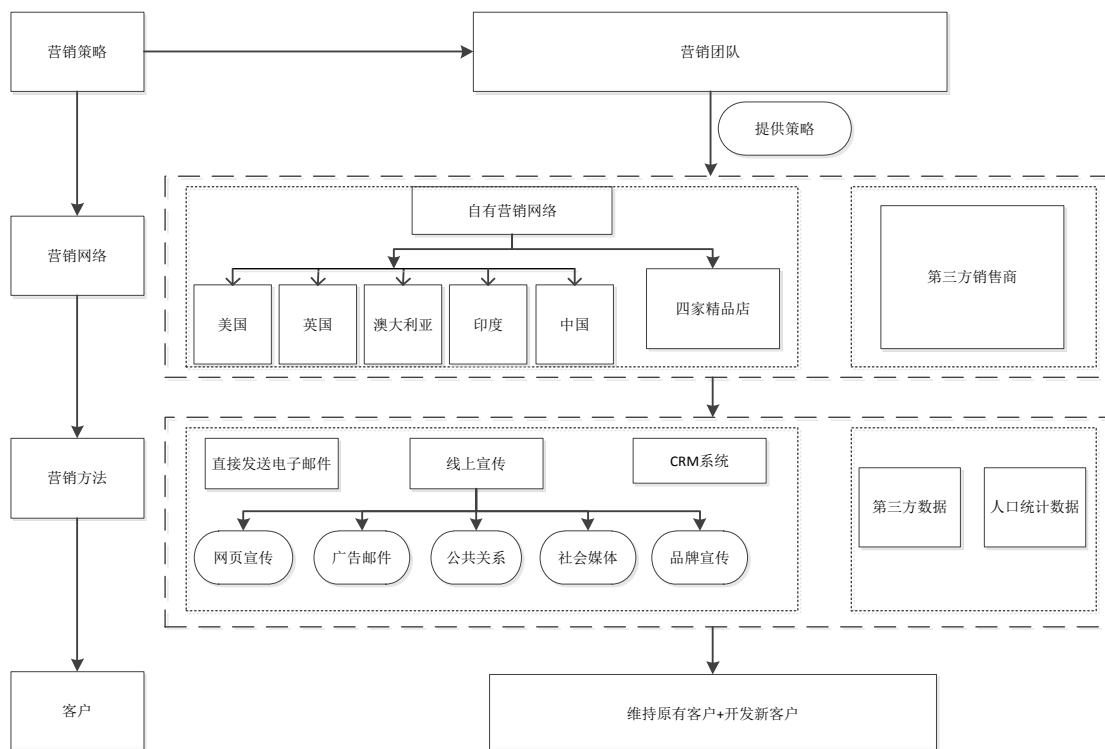 营销策略
营销团队
提供策略
营销网络
自有营销网络
美国
英国
澳大利亚
印度
中国
四家精品店
第三方销售商
营销方法
直接发送电子邮件
线上宣传
CRM系统
网页宣传
广告邮件
公共关系
社会媒体
品牌宣传
第三方数据
人口统计数据
客户
维持原有客户+开发新客户